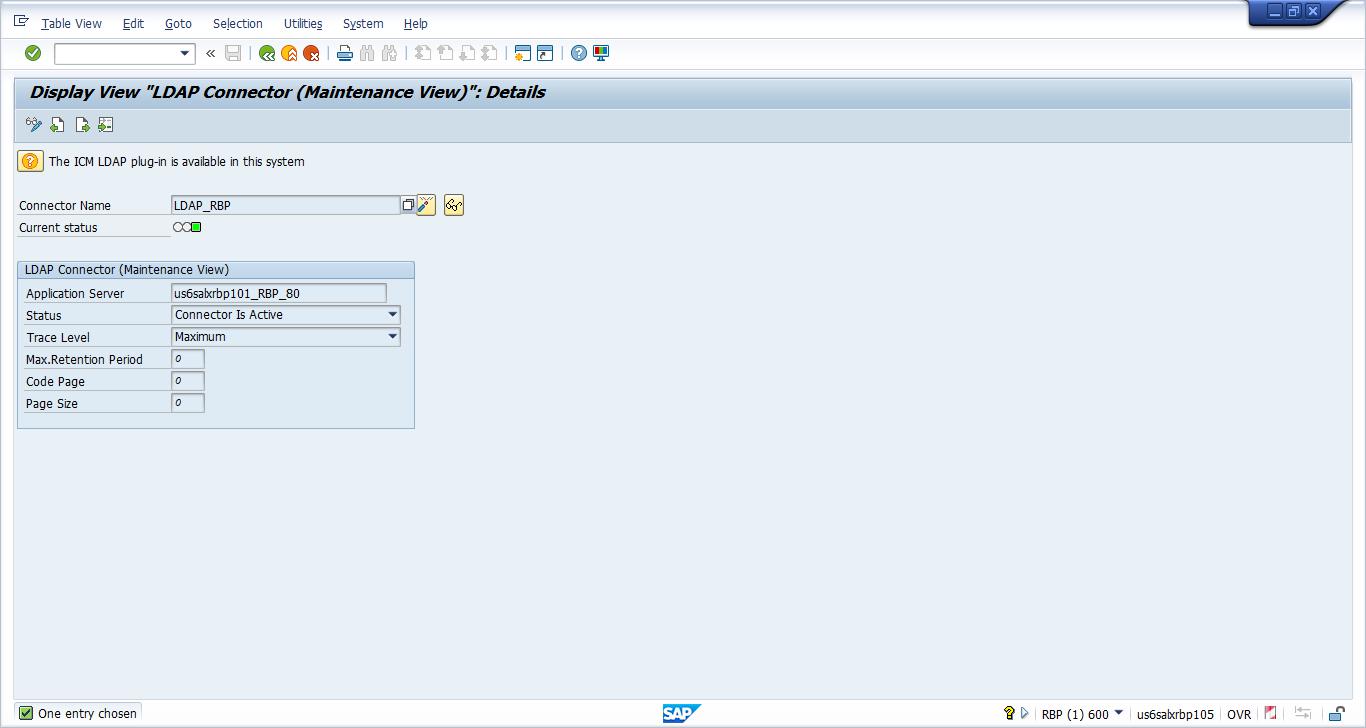 Table View Edit Goto Selection Utilities System Help
Display View "LDAP Connector (Maintenance View)": Details
The ICM LDAP plug-in is available in this system
Connector Name LDAP_RBP
Current status
LDAP Connector (Maintenance View)
Application Server us6salxrbp101_RBP_80
Status Connector Is Active
Trace Level Maximum
Max.Retention Period 0
Code Page 0
Page Size 0
One entry chosen SAP RBP (1) 600 us6salxrbp105 OVR